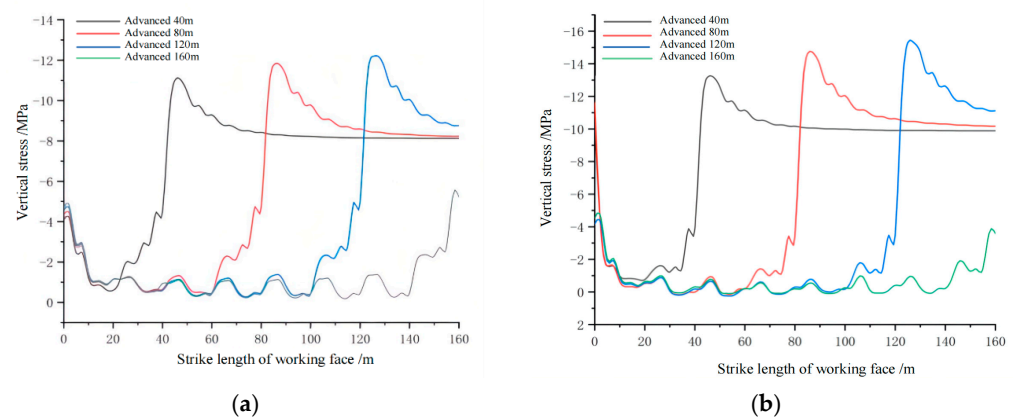 Advanced 40m
Advanced 80m
Advanced 120m
Advanced 160m
Vertical stress /MPa
−14
−12
−10
−8
−6
−4
−2
0
0 20 40 60 80 100 120 140 160
Strike length of working face /m
(a)
Advanced 40m
Advanced 80m
Advanced 120m
Advanced 160m
Vertical stress /MPa
−16
−14
−12
−10
−8
−6
−4
−2
0
2
0 20 40 60 80 100 120 140 160
Strike length of working face /m
(b)